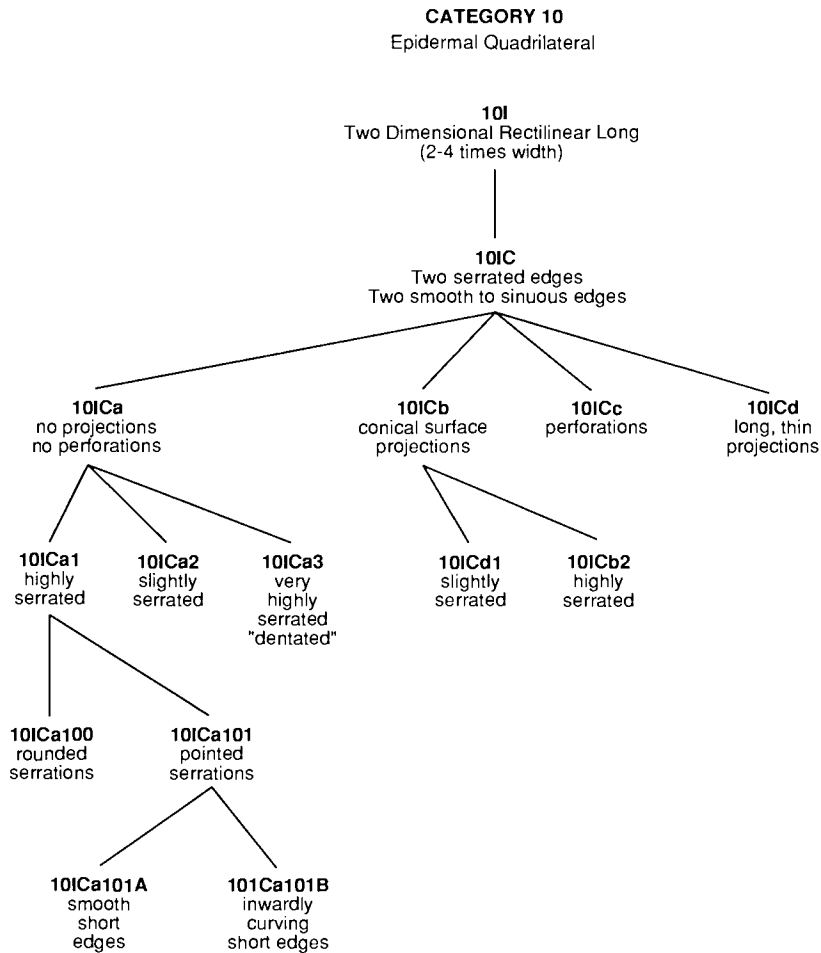 CATEGORY 10
Epidermal Quadrilateral
10I
Two Dimensional Rectilinear Long
(2-4 times width)
10IC
Two serrated edges
Two smooth to sinuous edges
10ICa
no projections
no perforations
10ICb
conical surface
projections
10ICc
perforations
10ICd
long, thin
projections
10ICa1
highly
serrated
10ICa2
slightly
serrated
10ICa3
very
highly
serrated
"dentated"
10ICd1
slightly
serrated
10ICb2
highly
serrated
10ICa100
rounded
serrations
10ICa101
pointed
serrations
10ICa101A
smooth
short
edges
101Ca101B
inwardly
curving
short edges